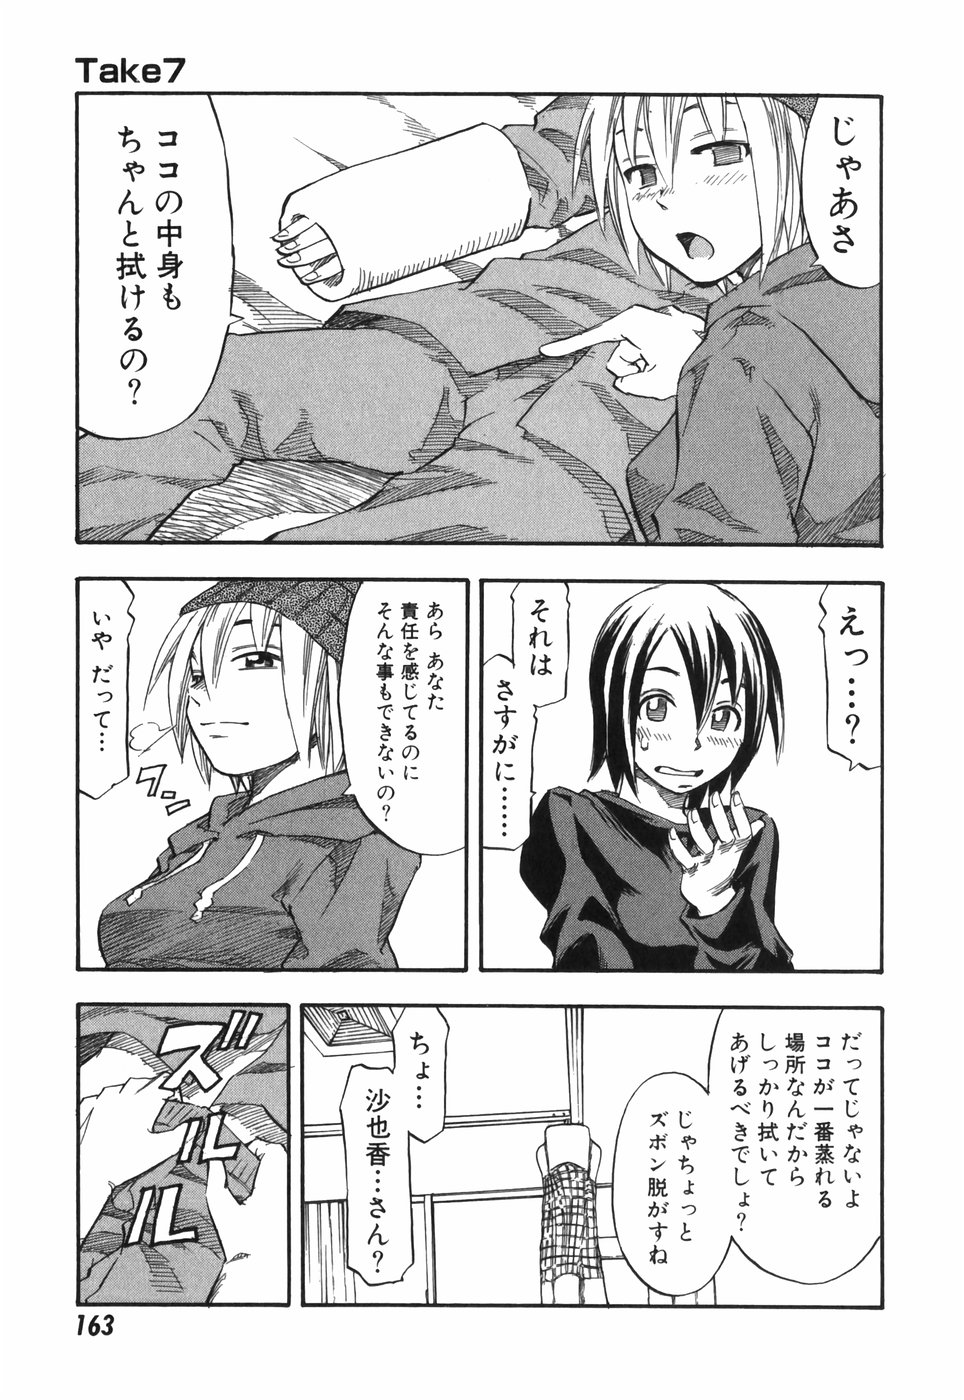 Take7
じゃあさ
ココの中身も
ちゃんと拭けるの？
えっ…？
それは
さすがに……
あら あなた
責任を感じてるのに
そんな事もできないの？
いや だって…
タンッ
だってじゃないよ
ココが一番蒸れる
場所なんだから
しっかり拭いて
あげるべきでしょ？
じゃちょっと
ズボン脱がすね
ちょ…
沙也香…さん？
ズルル
163